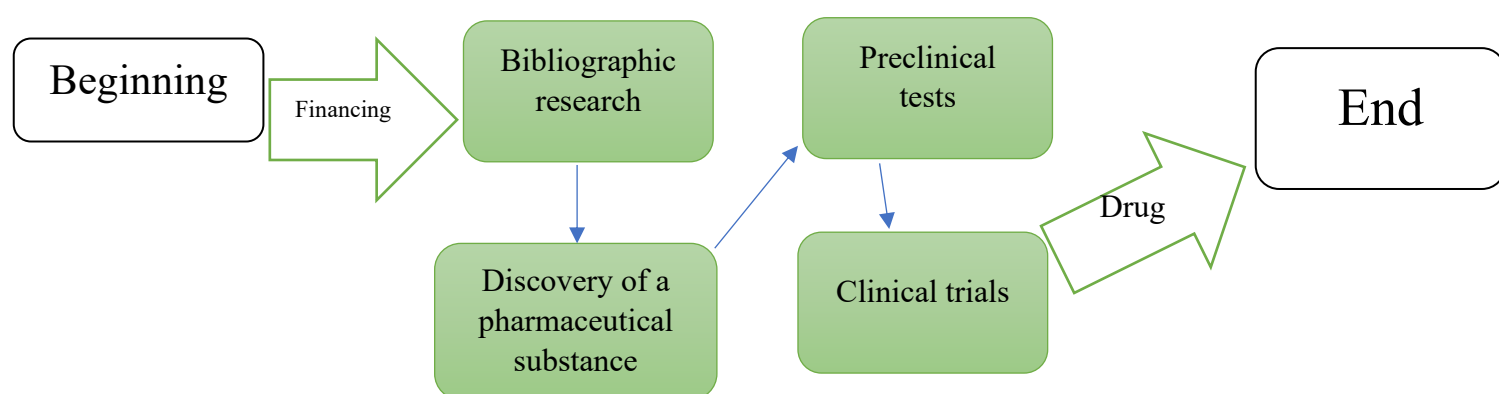 Beginning
Financing
Bibliographic
research
Discovery of a
pharmaceutical
substance
Preclinical
tests
Clinical trials
Drug
End